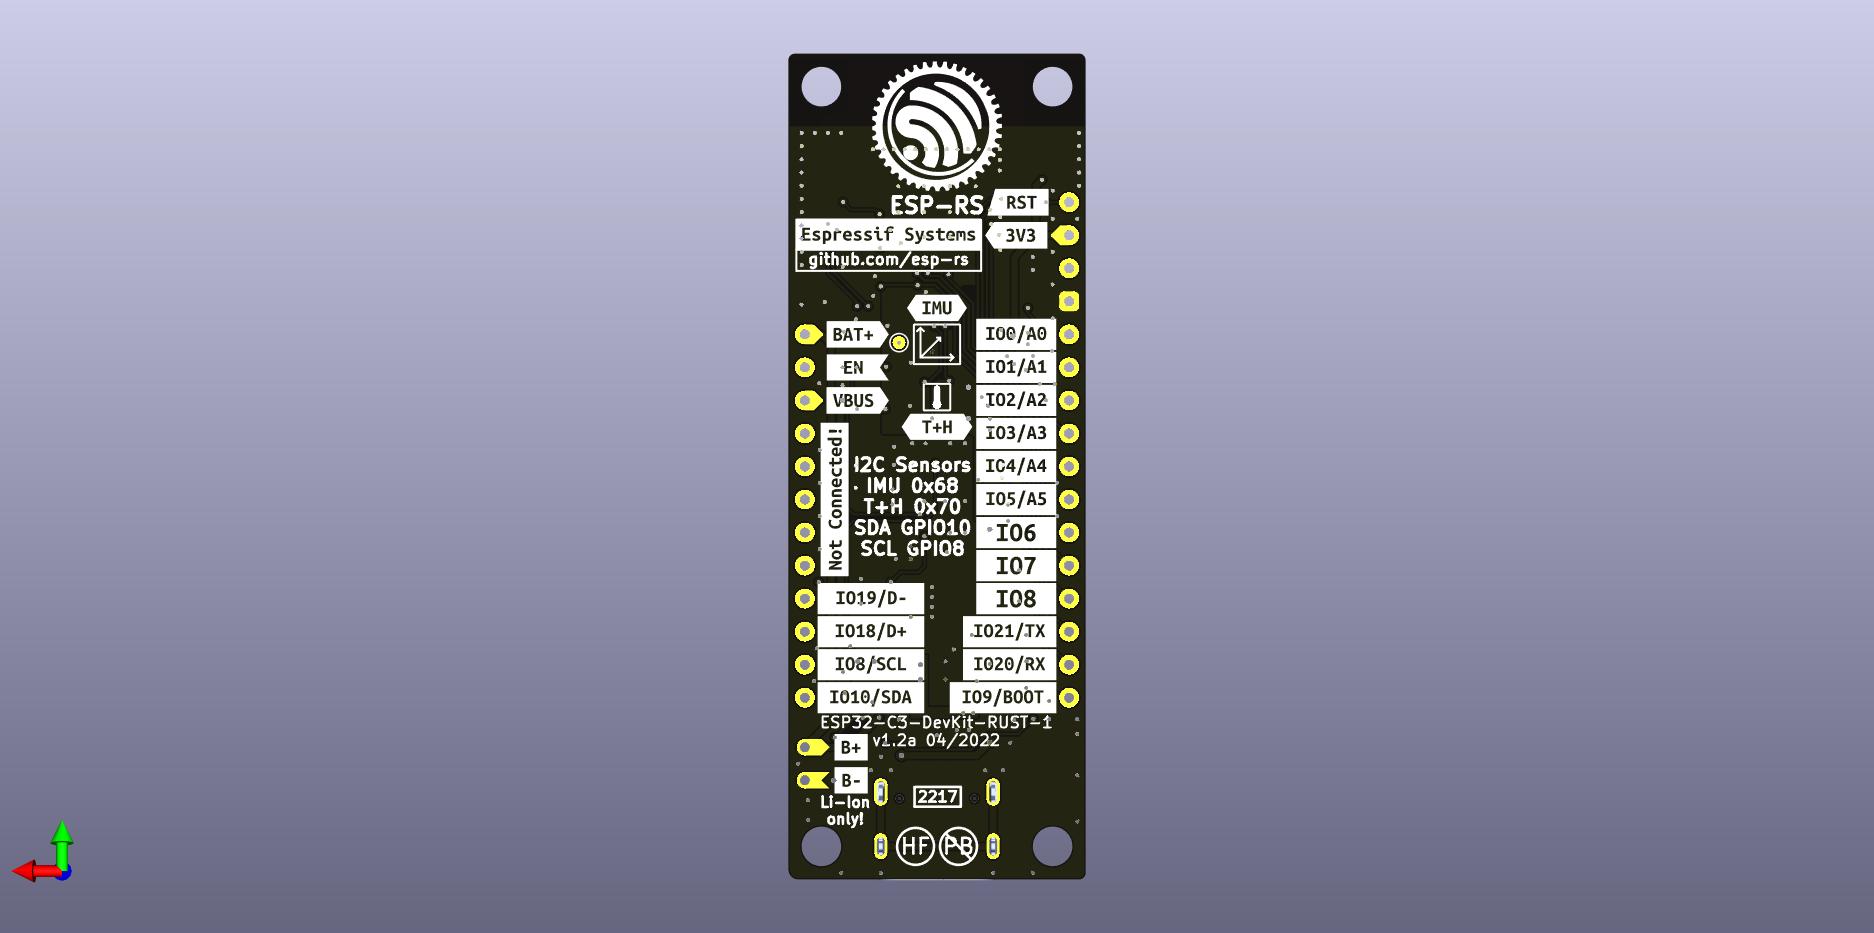 ESP-RS
RST
Espressif Systems
3V3
github.com/esp-rs
IMU
BAT+
IO0/A0
EN
IO1/A1
VBUS
IO2/A2
T+H
IO3/A3
Not Connected!
I2C Sensors
IO4/A4
IMU 0x68
T+H 0x70
IO5/A5
SDA GPIO10
IO6
SCL GPIO8
IO7
IO19/D-
IO8
IO18/D+
IO21/TX
IO8/SCL
IO20/RX
IO10/SDA
IO9/BOOT
ESP32-C3-DevKit-RUST-1
v1.2a 04/2022
B+
B-
Li-Ion
only!
2217
HF
PB